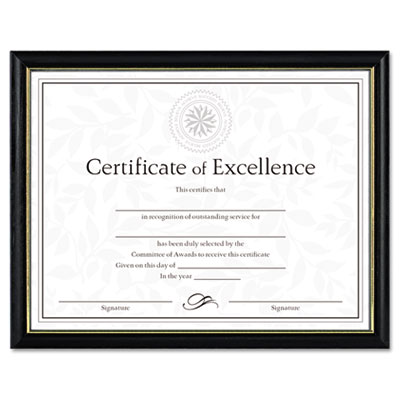 Certificate of Excellence
This certifies that
in recognition of outstanding service for
has been duly selected by the
Committee of Awards to receive this certificate
Given on this day of
In the year
Signature Signature